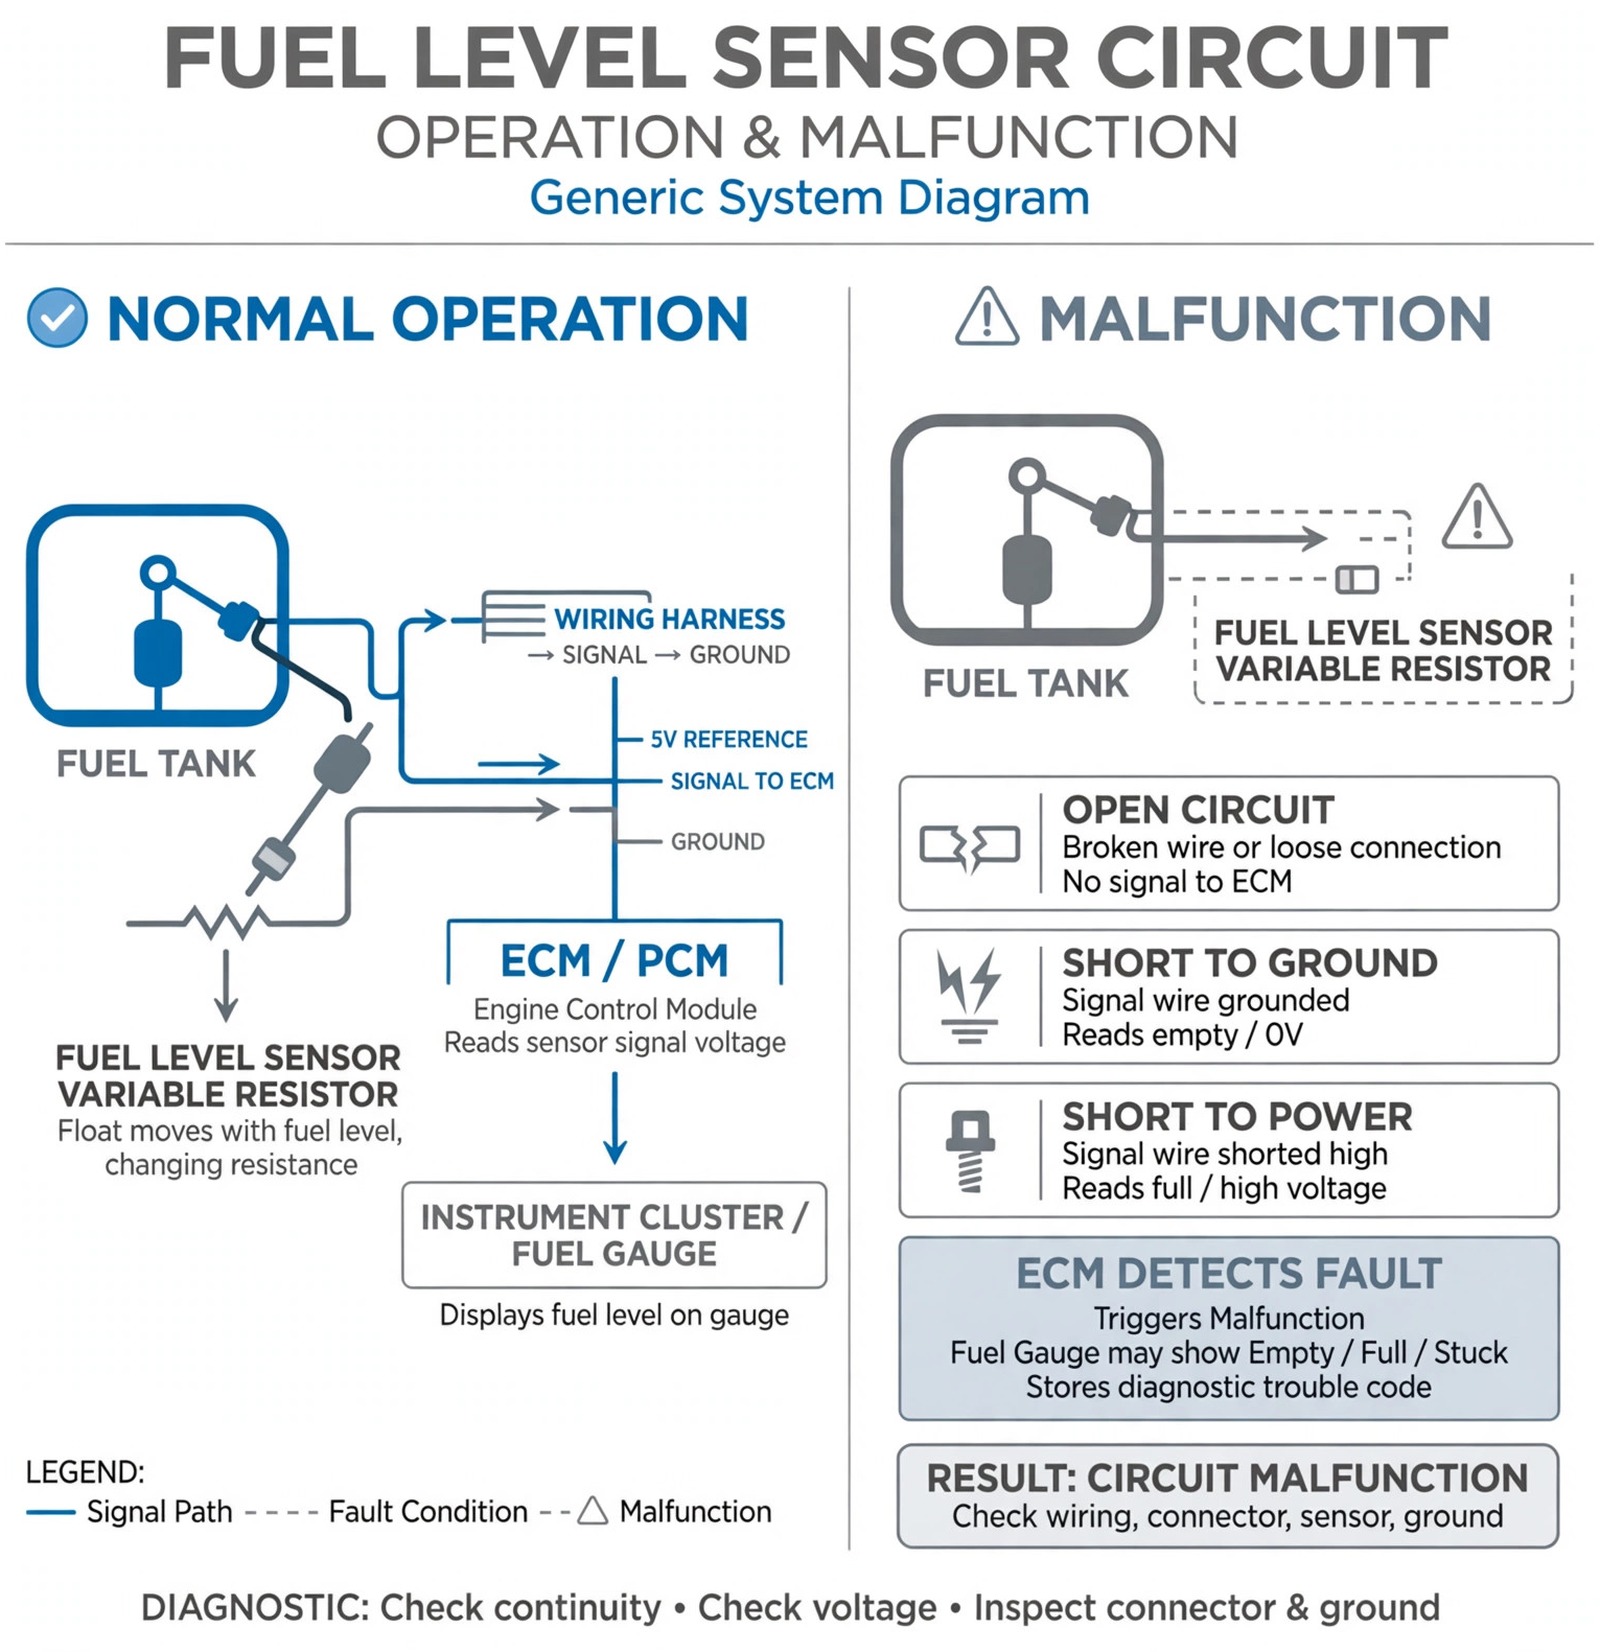 FUEL LEVEL SENSOR CIRCUIT
OPERATION & MALFUNCTION
Generic System Diagram
NORMAL OPERATION
FUEL TANK
WIRING HARNESS
→ SIGNAL → GROUND
5V REFERENCE
SIGNAL TO ECM
GROUND
ECM / PCM
Engine Control Module
Reads sensor signal voltage
FUEL LEVEL SENSOR
VARIABLE RESISTOR
Float moves with fuel level,
changing resistance
INSTRUMENT CLUSTER /
FUEL GAUGE
Displays fuel level on gauge
LEGEND:
Signal Path
Fault Condition
Malfunction
MALFUNCTION
FUEL TANK
FUEL LEVEL SENSOR
VARIABLE RESISTOR
OPEN CIRCUIT
Broken wire or loose connection
No signal to ECM
SHORT TO GROUND
Signal wire grounded
Reads empty / 0V
SHORT TO POWER
Signal wire shorted high
Reads full / high voltage
ECM DETECTS FAULT
Triggers Malfunction
Fuel Gauge may show Empty / Full / Stuck
Stores diagnostic trouble code
RESULT: CIRCUIT MALFUNCTION
Check wiring, connector, sensor, ground
DIAGNOSTIC: Check continuity • Check voltage • Inspect connector & ground